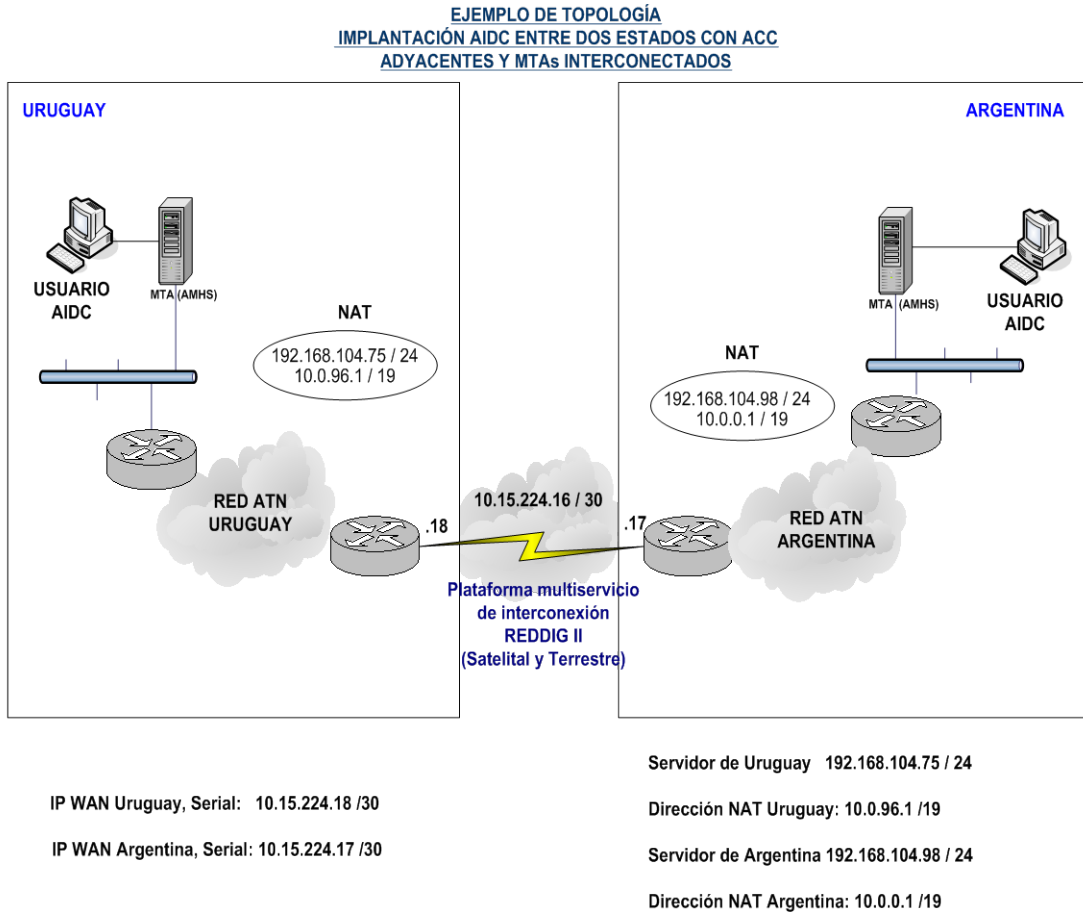 EJEMPLO DE TOPOLOGÍA
IMPLANTACIÓN AIDC ENTRE DOS ESTADOS CON ACC
ADYACENTES Y MTAs INTERCONECTADOS
URUGUAY
USUARIO
AIDC
MTA (AMHS)
NAT
192.168.104.75 / 24
10.0.96.1 / 19
RED ATN
URUGUAY
.18
10.15.224.16 / 30
.17
Plataforma multiservicio
de interconexión
REDDIG II
(Satelital y Terrestre)
ARGENTINA
MTA (AMHS)
USUARIO
AIDC
NAT
192.168.104.98 / 24
10.0.0.1 / 19
RED ATN
ARGENTINA
IP WAN Uruguay, Serial: 10.15.224.18 /30
IP WAN Argentina, Serial: 10.15.224.17 /30
Servidor de Uruguay 192.168.104.75 / 24
Dirección NAT Uruguay: 10.0.96.1 /19
Servidor de Argentina 192.168.104.98 / 24
Dirección NAT Argentina: 10.0.0.1 /19